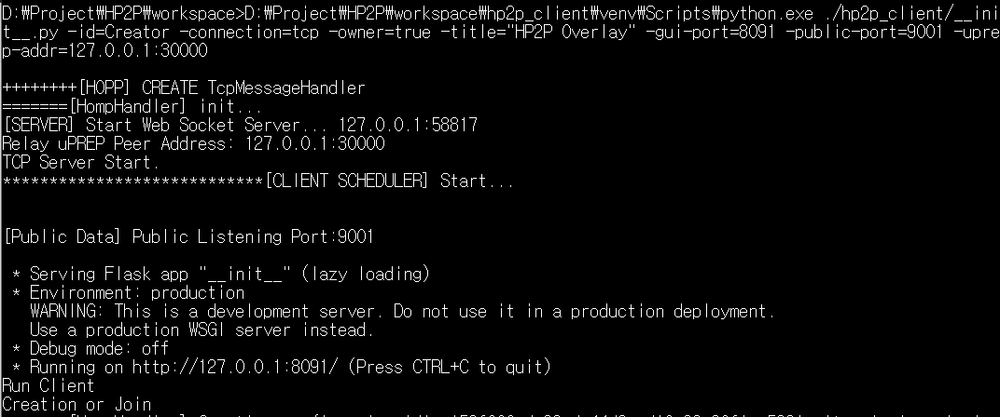 D:₩Project₩HP2P₩workspace>D:₩Project₩HP2P₩workspace₩hp2p_client₩venv₩Scripts₩python.exe ./hp2p_client/__ini
t__.py -id=Creator -connection=tcp -owner=true -title="HP2P Overlay" -gui-port=8091 -public-port=9001 -upre
p-addr=127.0.0.1:30000
++++++++[HOPP] CREATE TcpMessageHandler
=======[HompHandler] init...
[SERVER] Start Web Socket Server... 127.0.0.1:58817
Relay uPREP Peer Address: 127.0.0.1:30000
TCP Server Start.
****************************[CLIENT SCHEDULER] Start...
[Public Data] Public Listening Port:9001
* Serving Flask app "__init__" (lazy loading)
* Environment: production
WARNING: This is a development server. Do not use it in a production deployment.
Use a production WSGI server instead.
* Debug mode: off
* Running on http://127.0.0.1:8091/ (Press CTRL+C to quit)
Run Client
Creation or Join